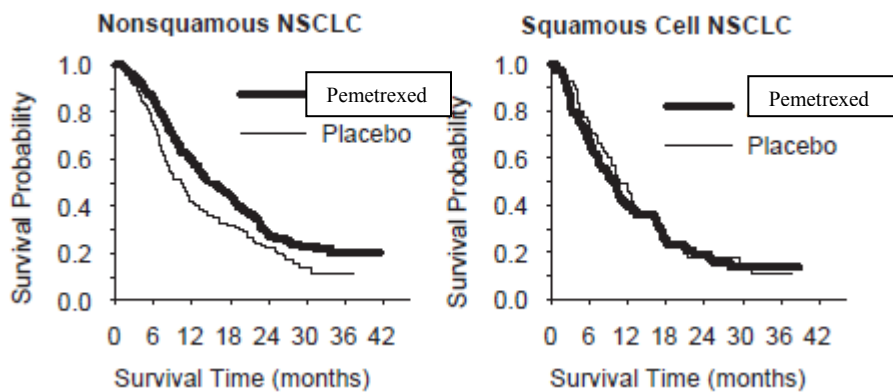 Nonsquamous NSCLC
Survival Probability
1.0
0.8
0.6
0.4
0.2
0.0
Pemetrexed
Placebo
0 6 12 18 24 30 36 42
Survival Time (months)
Squamous Cell NSCLC
Survival Probability
1.0
0.8
0.6
0.4
0.2
0.0
Pemetrexed
Placebo
0 6 12 18 24 30 36 42
Survival Time (months)